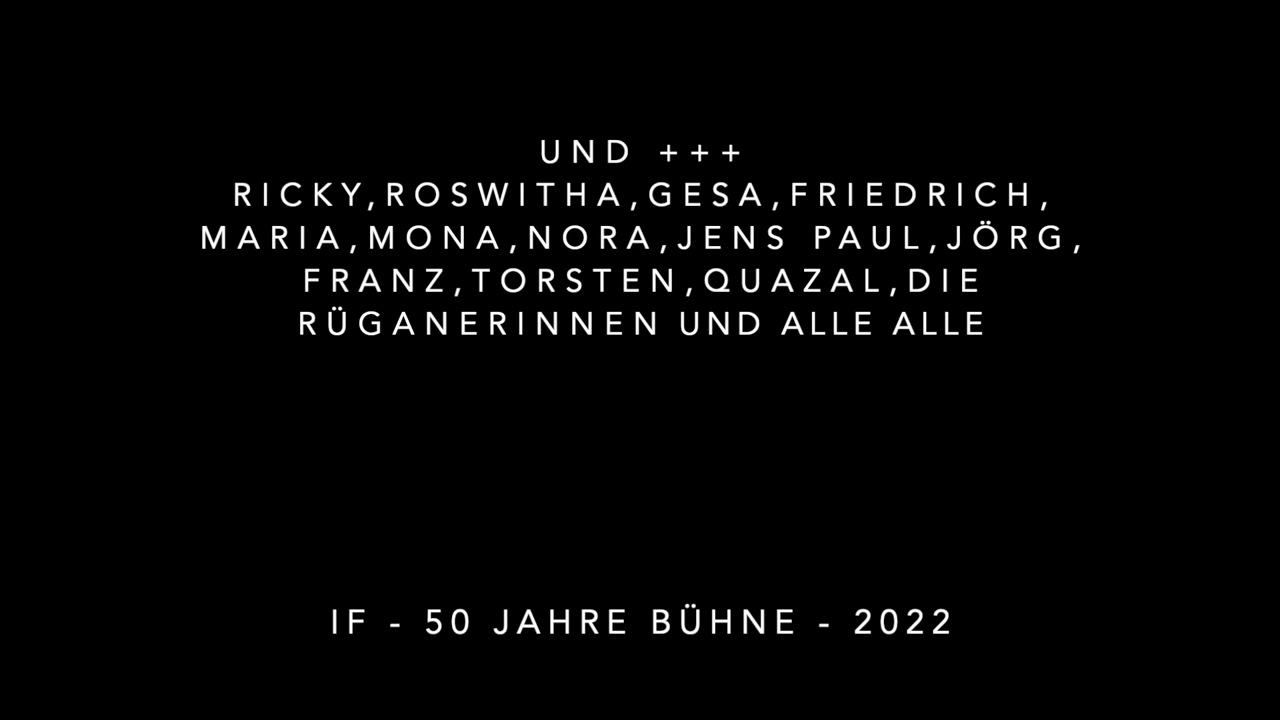 UND +++
RICKY,ROSWITHA,GESA,FRIEDRICH,
MARIA,MONA,NORA,JENS PAUL,JÖRG,
FRANZ,TORSTEN,QUAZAL,DIE
RÜGANERINNEN UND ALLE ALLE
IF - 50 JAHRE BÜHNE - 2022